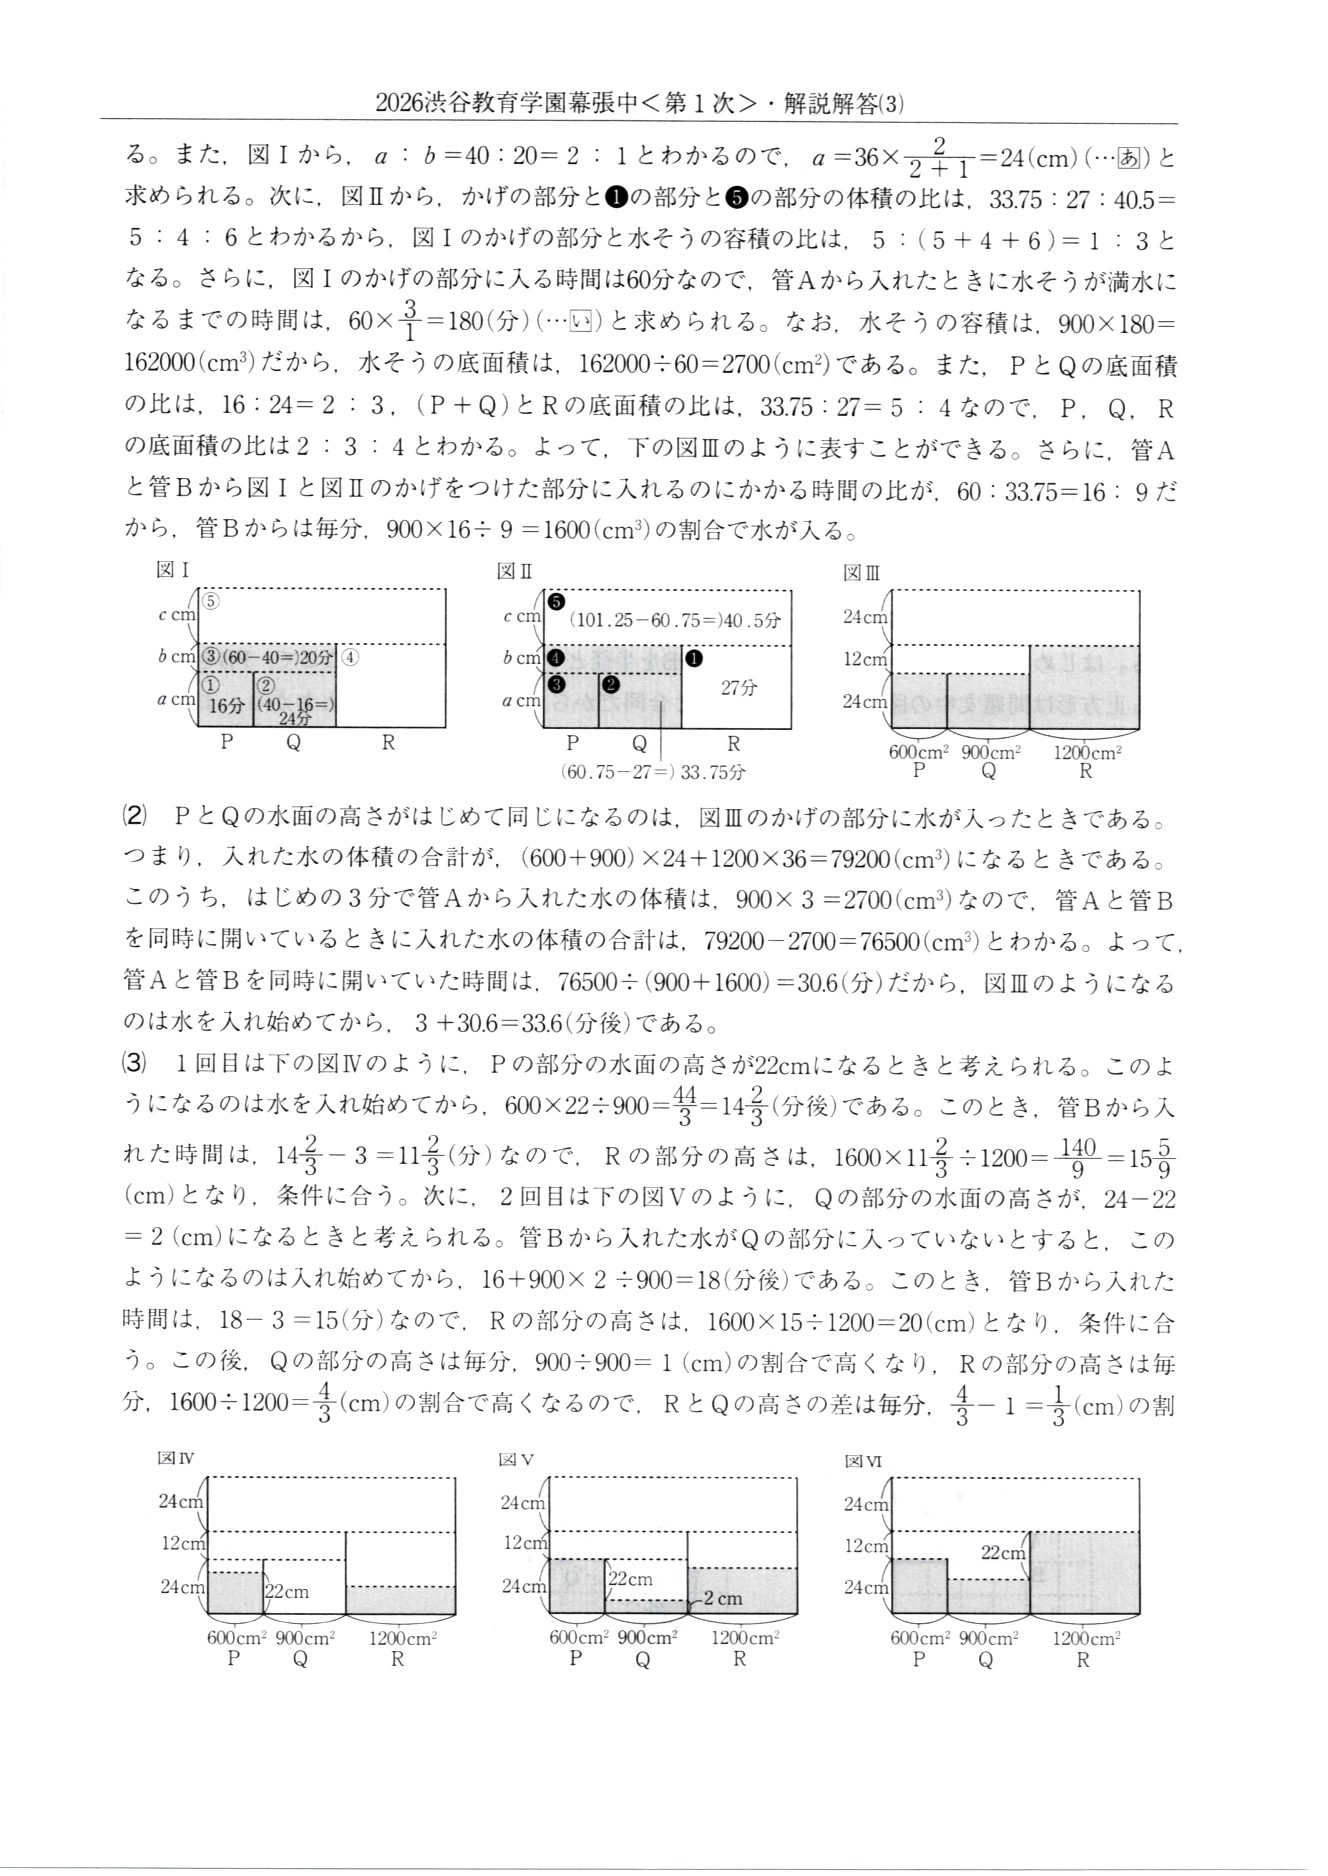 2026渋谷教育学園幕張中＜第1次＞・解説解答(3)
る。また，図Ⅰから，a：b＝40：20＝2：1とわかるので，a＝36×2/(2＋1)＝24(cm)(…あ)と
求められる。次に，図Ⅱから，かげの部分と❶の部分と❺の部分の体積の比は，33.75：27：40.5＝
5：4：6とわかるから，図Ⅰのかげの部分と水そうの容積の比は，5：(5＋4＋6)＝1：3と
なる。さらに，図Ⅰのかげの部分に入る時間は60分なので，管Aから入れたときに水そうが満水に
なるまでの時間は，60×3/1＝180(分)(…い)と求められる。なお，水そうの容積は，900×180＝
162000(cm³)だから，水そうの底面積は，162000÷60＝2700(cm²)である。また，PとQの底面積
の比は，16：24＝2：3，(P＋Q)とRの底面積の比は，33.75：27＝5：4なので，P，Q，R
の底面積の比は2：3：4とわかる。よって，下の図Ⅲのように表すことができる。さらに，管A
と管Bから図Ⅰと図Ⅱのかげをつけた部分に入れるのにかかる時間の比が，60：33.75＝16：9だ
から，管Bからは毎分，900×16÷9＝1600(cm³)の割合で水が入る。
図Ⅰ
c cm
b cm
a cm
⑤
③(60−40＝)20分
④
①
16分
②
(40−16＝)
24分
P Q R
図Ⅱ
c cm
b cm
a cm
❺
(101.25−60.75＝)40.5分
❹
❶
❸
❷
27分
P Q R
(60.75−27＝)33.75分
図Ⅲ
24cm
12cm
24cm
600cm² 900cm² 1200cm²
P Q R
(2) PとQの水面の高さがはじめて同じになるのは，図Ⅲのかげの部分に水が入ったときである。
つまり，入れた水の体積の合計が，(600＋900)×24＋1200×36＝79200(cm³)になるときである。
このうち，はじめの3分で管Aから入れた水の体積は，900×3＝2700(cm³)なので，管Aと管B
を同時に開いているときに入れた水の体積の合計は，79200−2700＝76500(cm³)とわかる。よって，
管Aと管Bを同時に開いていた時間は，76500÷(900＋1600)＝30.6(分)だから，図Ⅲのようになる
のは水を入れ始めてから，3＋30.6＝33.6(分後)である。
(3) 1回目は下の図Ⅳのように，Pの部分の水面の高さが22cmになるときと考えられる。このよ
うになるのは水を入れ始めてから，600×22÷900＝44/3＝14 2/3(分後)である。このとき，管Bから入
れた時間は，14 2/3−3＝11 2/3(分)なので，Rの部分の高さは，1600×11 2/3÷1200＝140/9＝15 5/9
(cm)となり，条件に合う。次に，2回目は下の図Ⅴのように，Qの部分の水面の高さが，24−22
＝2(cm)になるときと考えられる。管Bから入れた水がQの部分に入っていないとすると，この
ようになるのは入れ始めてから，16＋900×2÷900＝18(分後)である。このとき，管Bから入れた
時間は，18−3＝15(分)なので，Rの部分の高さは，1600×15÷1200＝20(cm)となり，条件に合
う。この後，Qの部分の高さは毎分，900÷900＝1(cm)の割合で高くなり，Rの部分の高さは毎
分，1600÷1200＝4/3(cm)の割合で高くなるので，RとQの高さの差は毎分，4/3−1＝1/3(cm)の割
図Ⅳ
24cm
12cm
24cm
22cm
600cm² 900cm² 1200cm²
P Q R
図Ⅴ
24cm
12cm
24cm
22cm
2cm
600cm² 900cm² 1200cm²
P Q R
図Ⅵ
24cm
12cm
24cm
22cm
600cm² 900cm² 1200cm²
P Q R